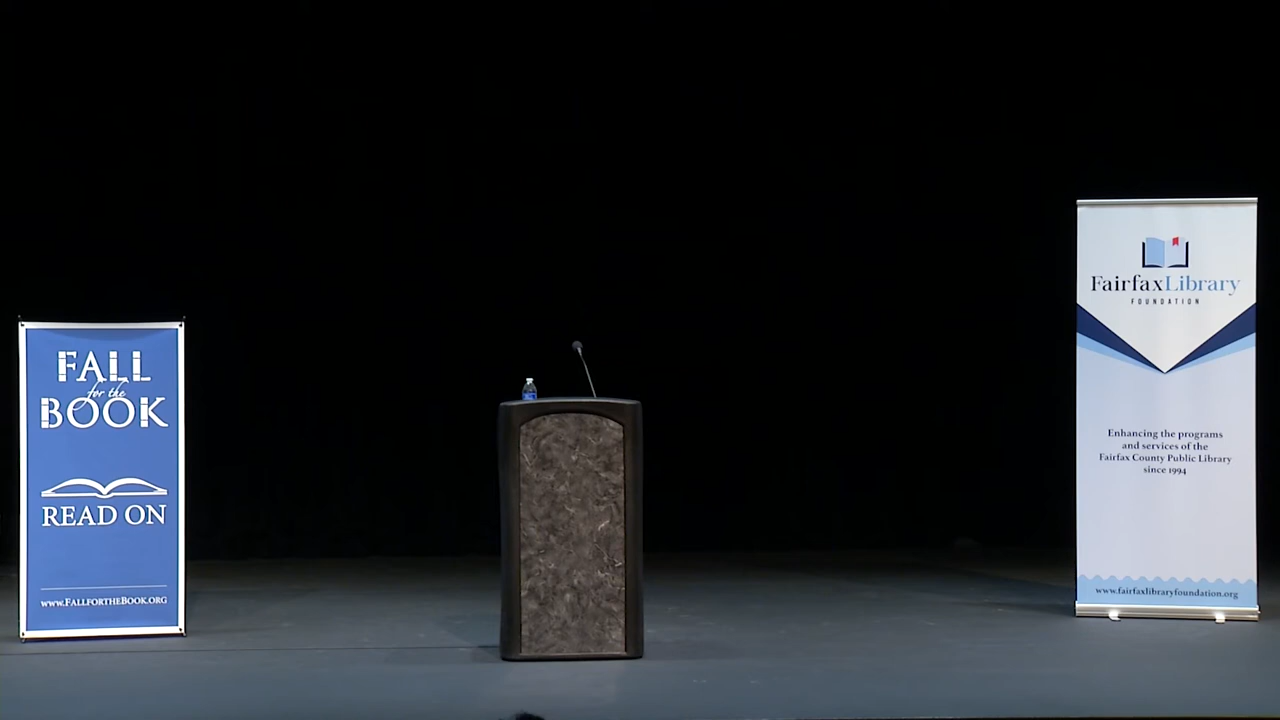 FALL
for the
BOOK
READ ON
www.FallfortheBook.org
FairfaxLibrary
FOUNDATION
Enhancing the programs
and services of the
Fairfax County Public Library
since 1994
www.fairfaxlibraryfoundation.org